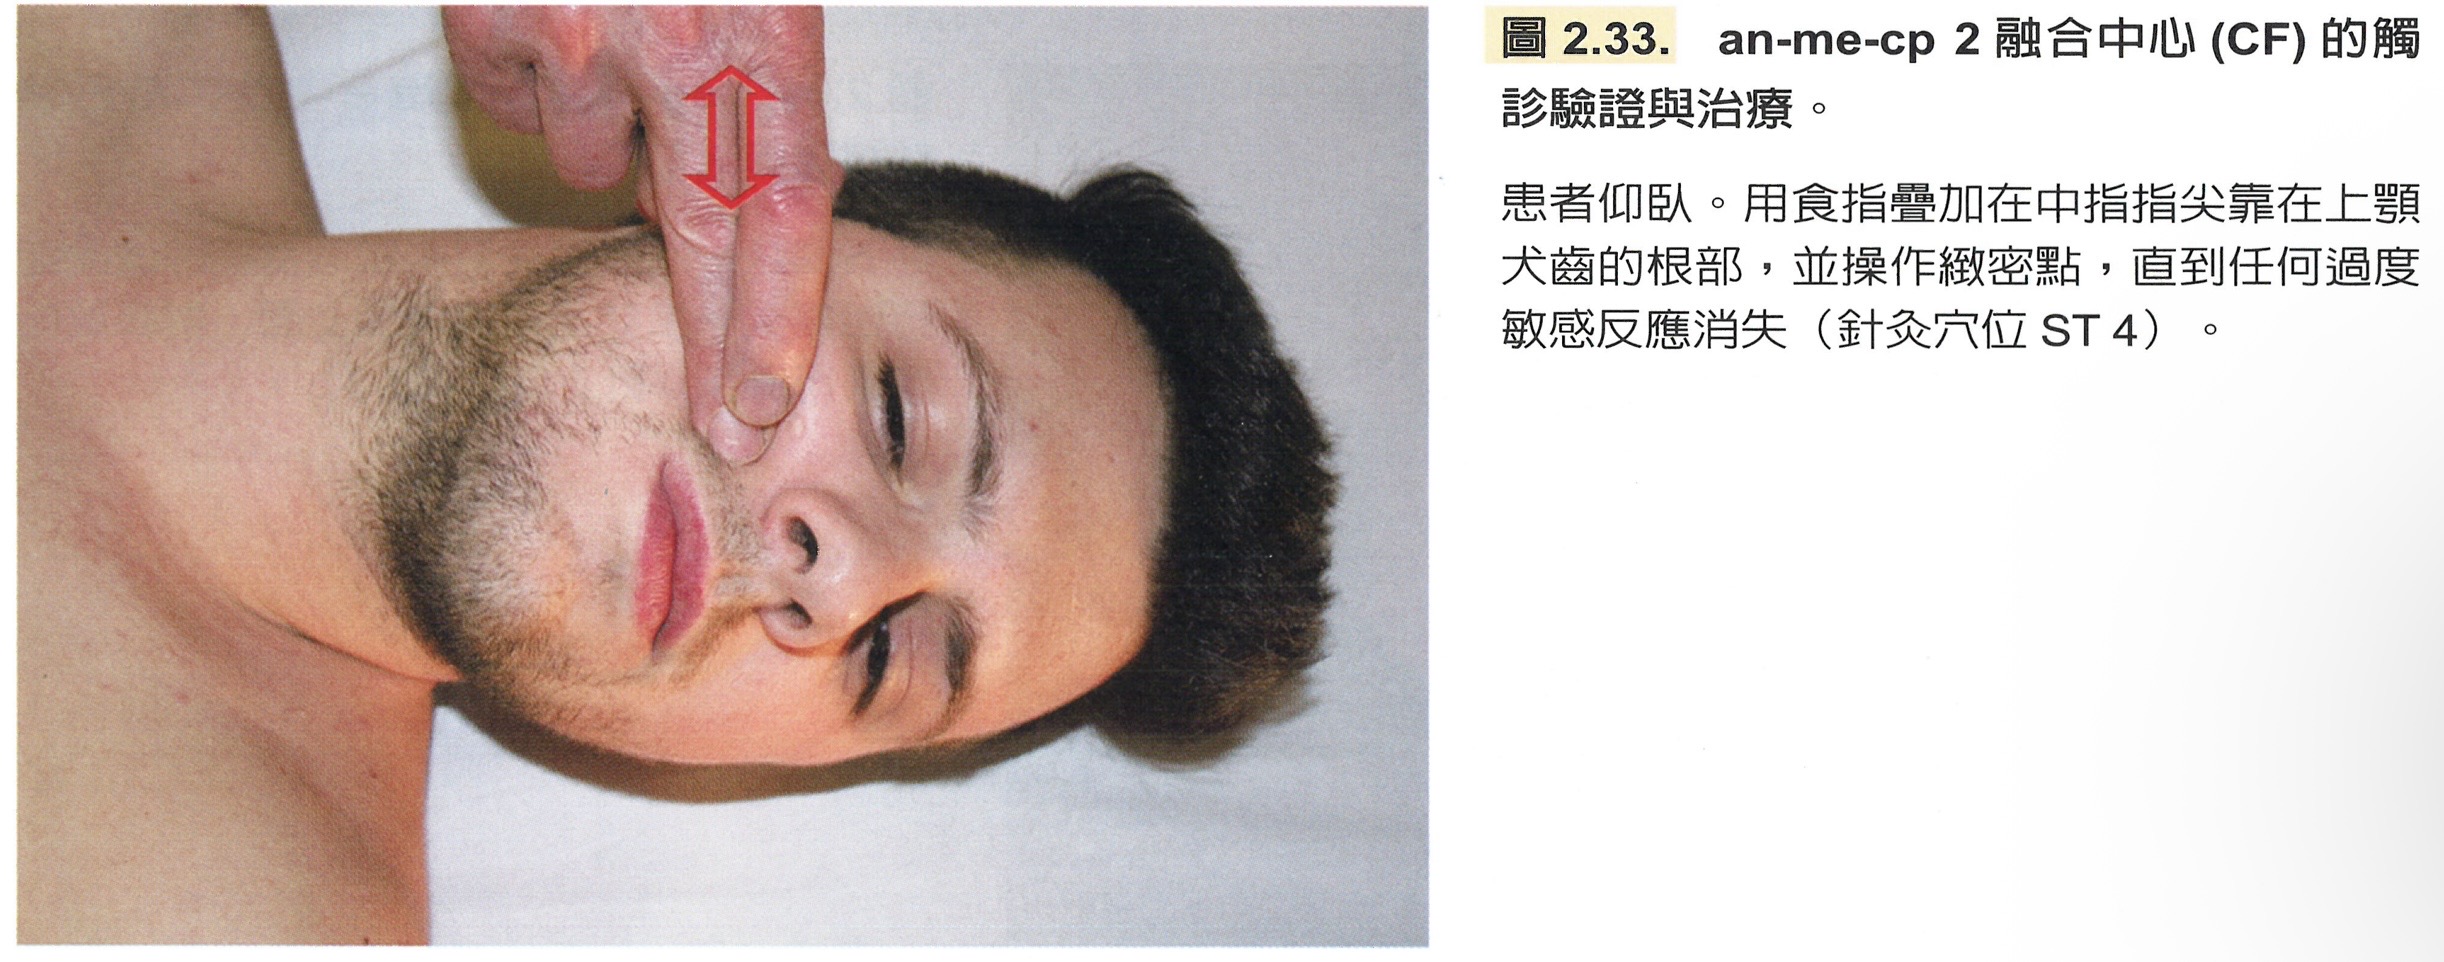 圖 2.33. an-me-cp 2 融合中心 (CF) 的觸
診驗證與治療。
患者仰臥。用食指疊加在中指指尖靠在上顎
犬齒的根部，並操作緻密點，直到任何過度
敏感反應消失（針灸穴位 ST 4）。